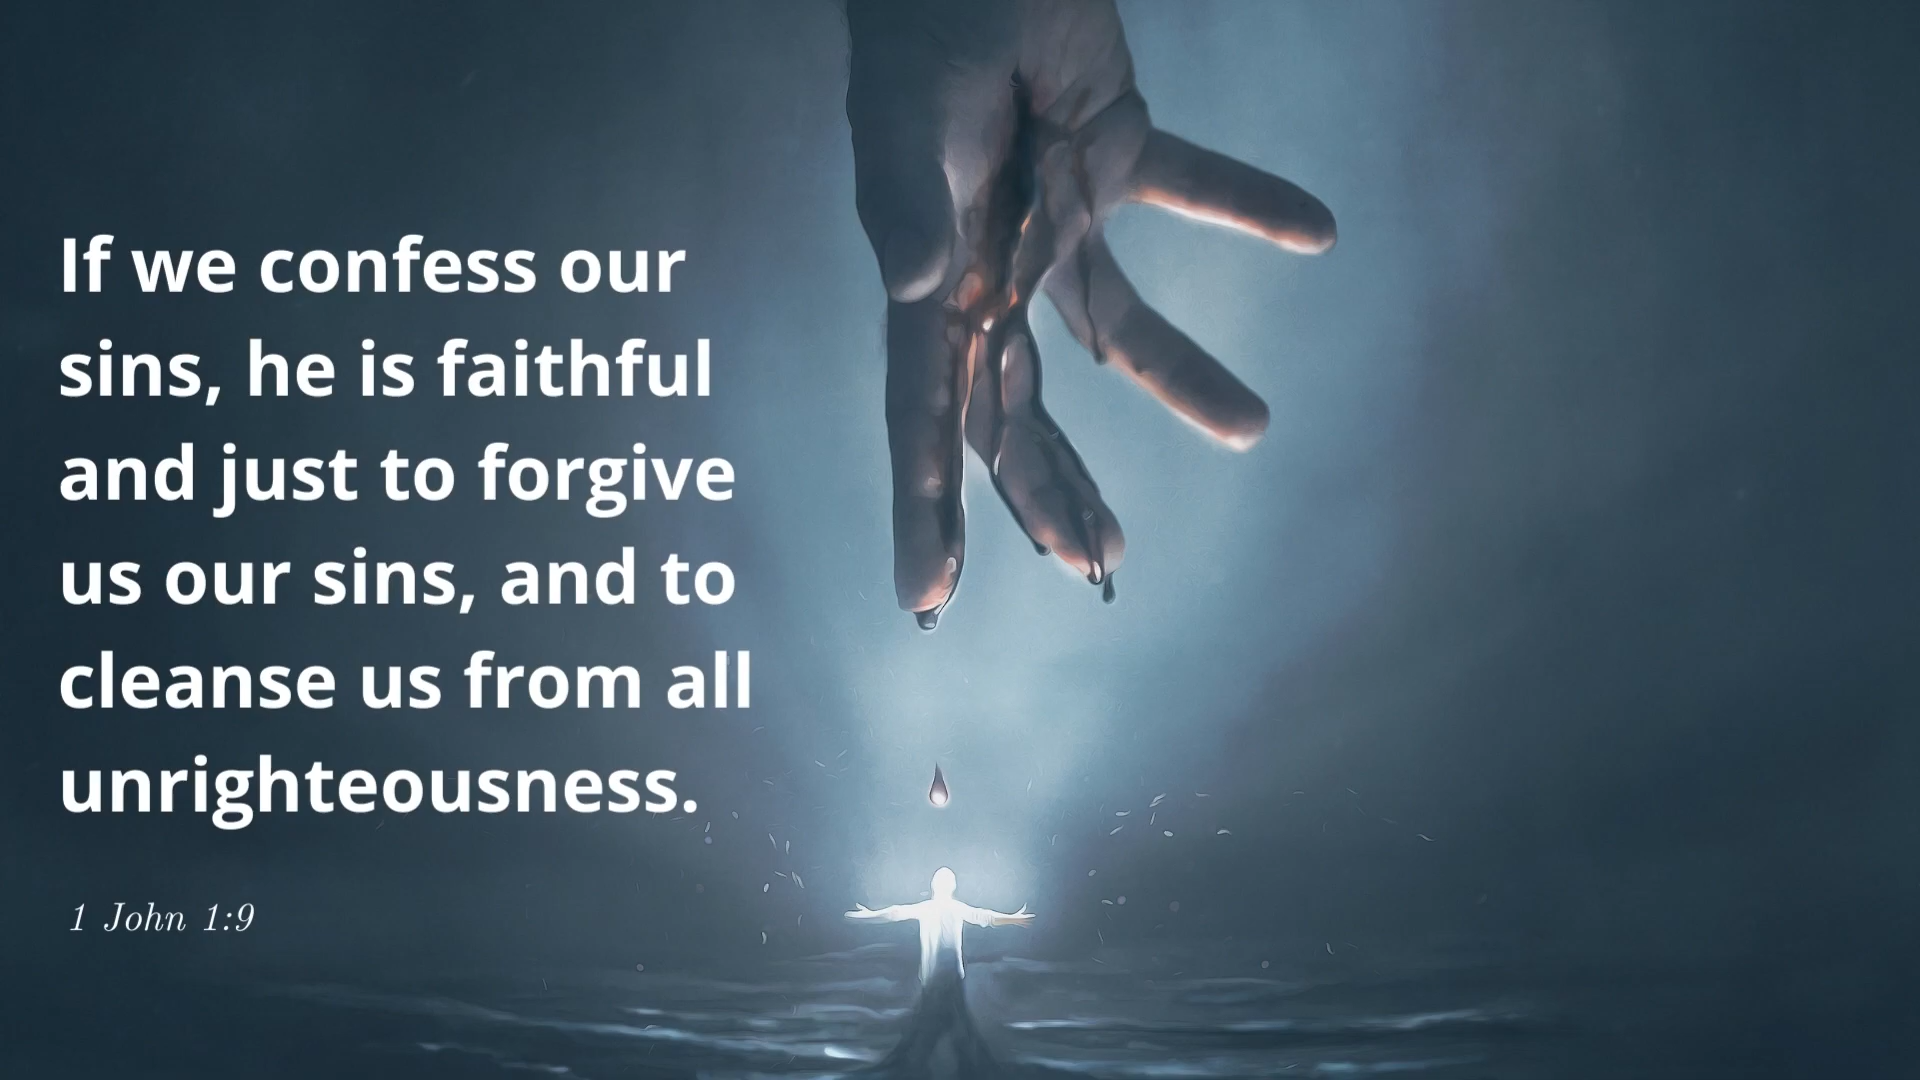 If we confess our
sins, he is faithful
and just to forgive
us our sins, and to
cleanse us from all
unrighteousness.
1 John 1:9